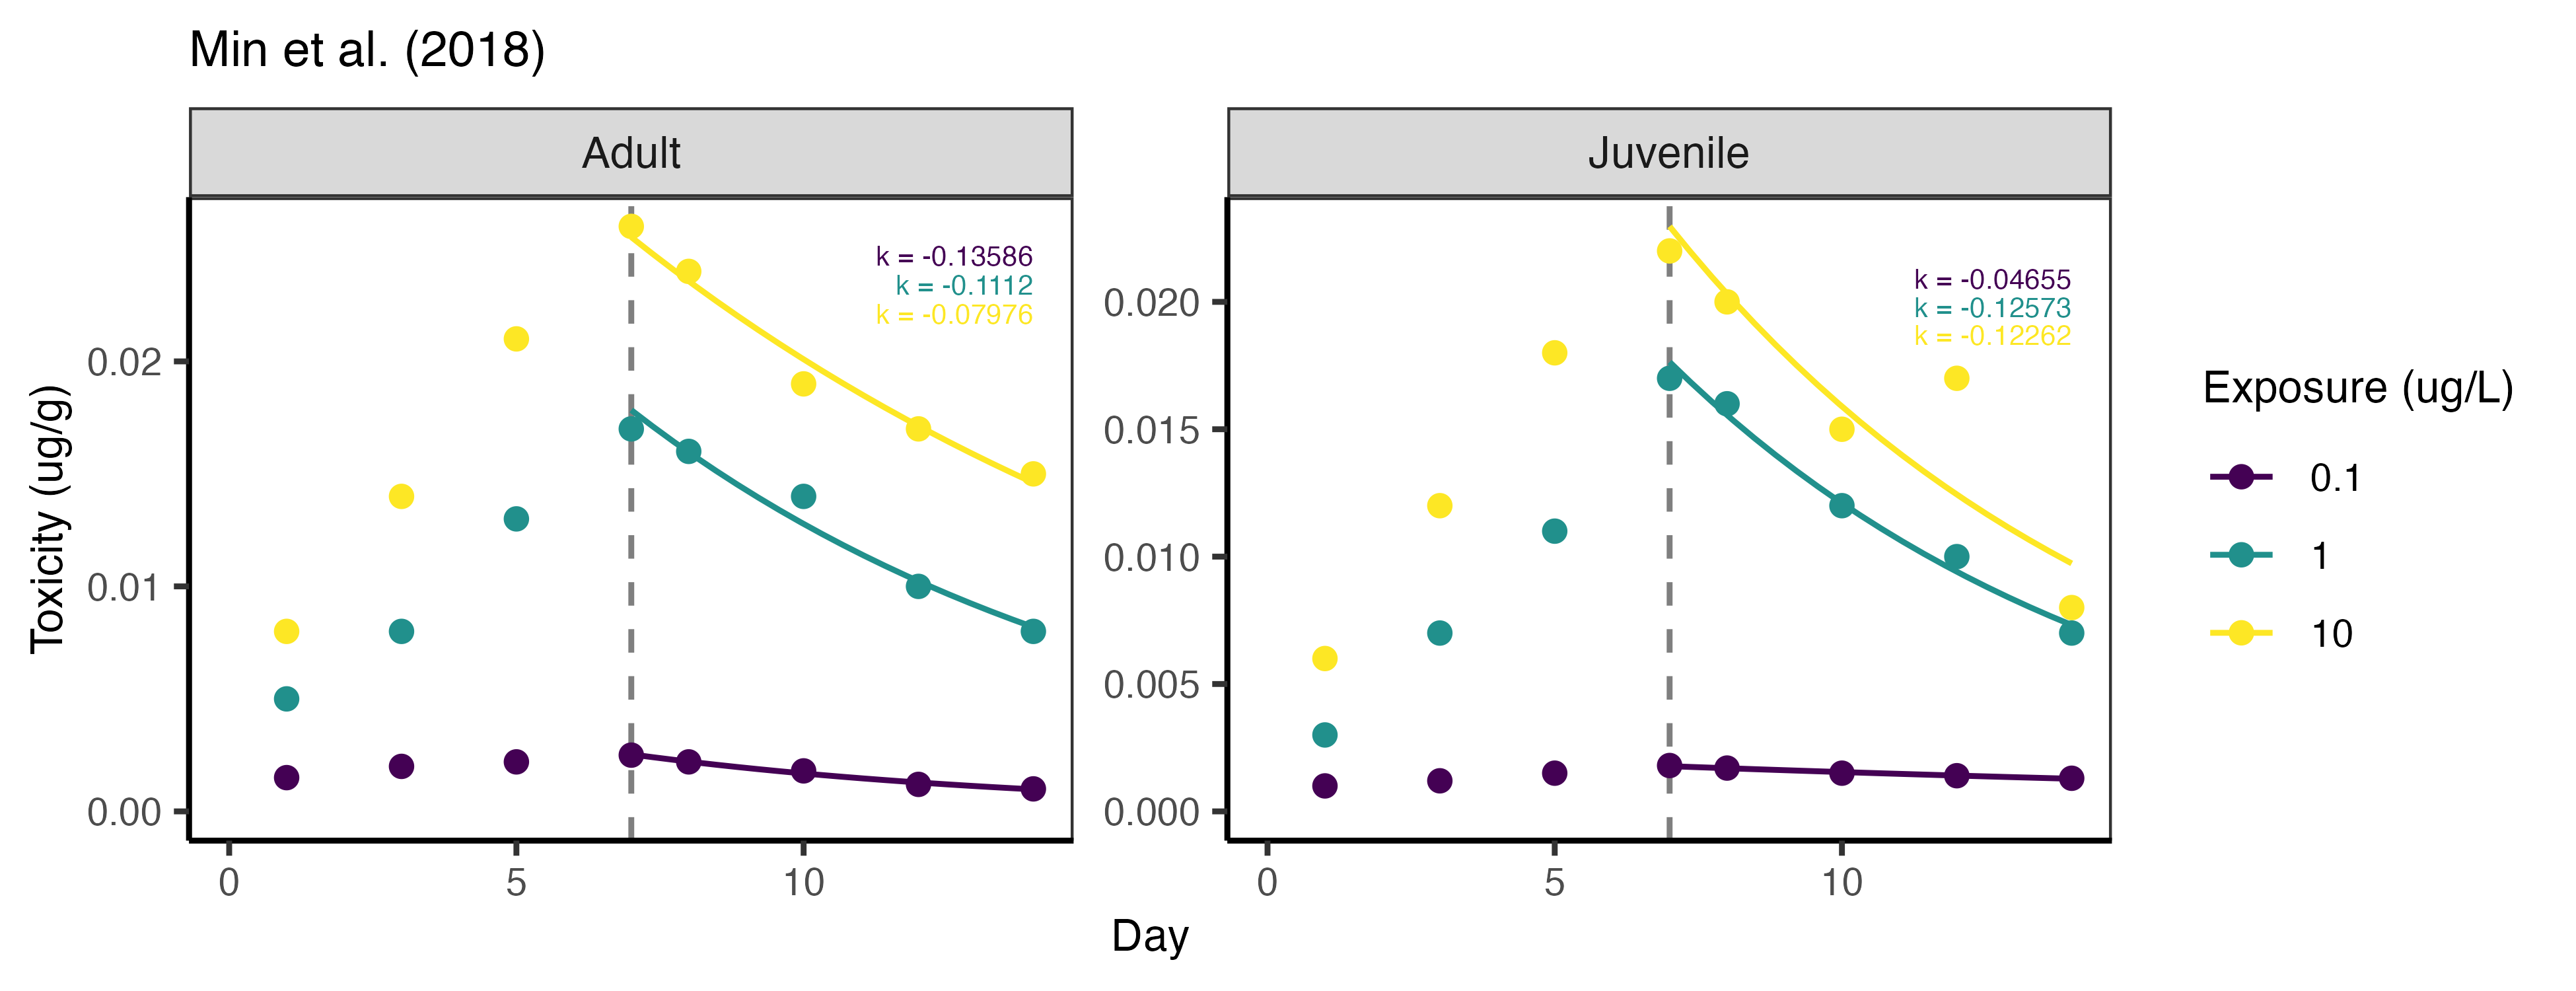 Min et al. (2018)
Adult
Juvenile
k = -0.13586
k = -0.1112
k = -0.07976
k = -0.04655
k = -0.12573
k = -0.12262
Toxicity (ug/g)
0.02
0.01
0.00
0.020
0.015
0.010
0.005
0.000
0
5
10
0
5
10
Day
Exposure (ug/L)
0.1
1
10